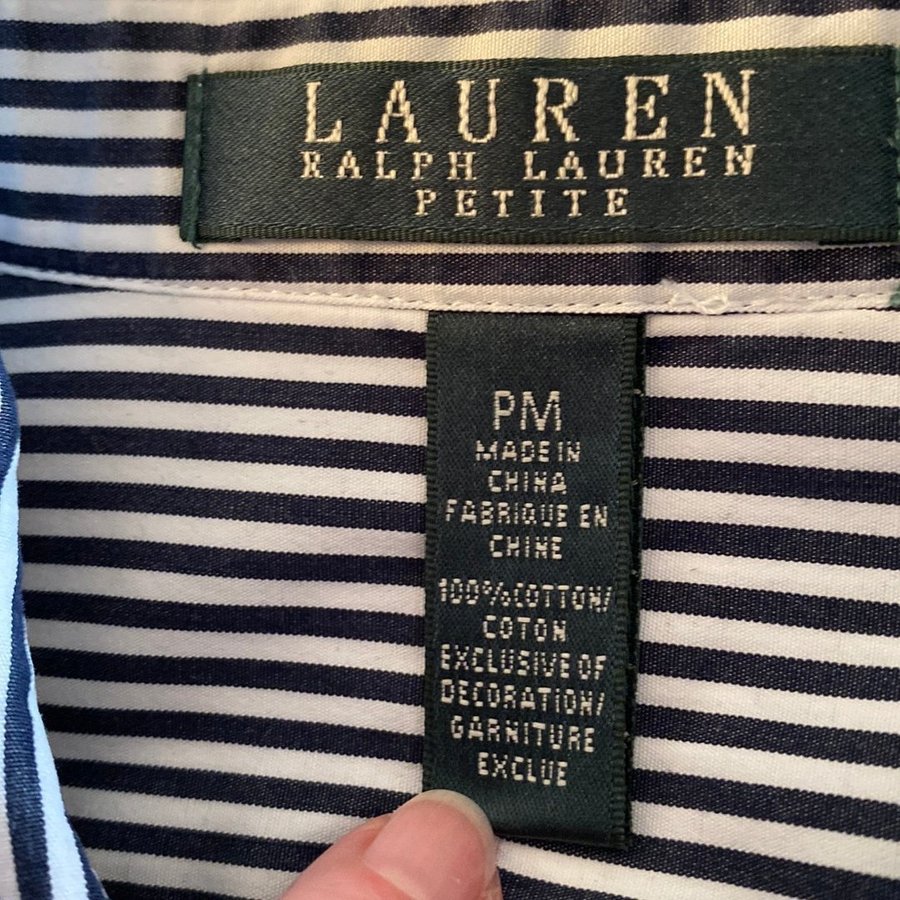 LAUREN
RALPH LAUREN
PETITE
PM
MADE IN
CHINA
FABRIQUE EN
CHINE
100%COTTON/
COTON
EXCLUSIVE OF
DECORATION/
GARNITURE
EXCLUE